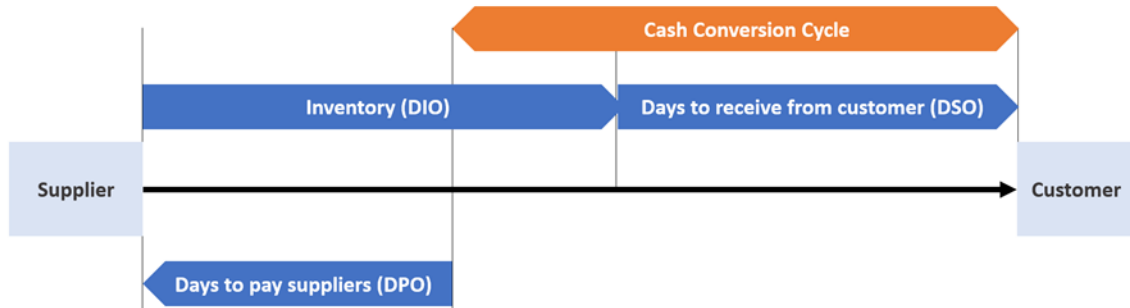 Cash Conversion Cycle
Inventory (DIO)
Days to receive from customer (DSO)
Supplier
Customer
Days to pay suppliers (DPO)